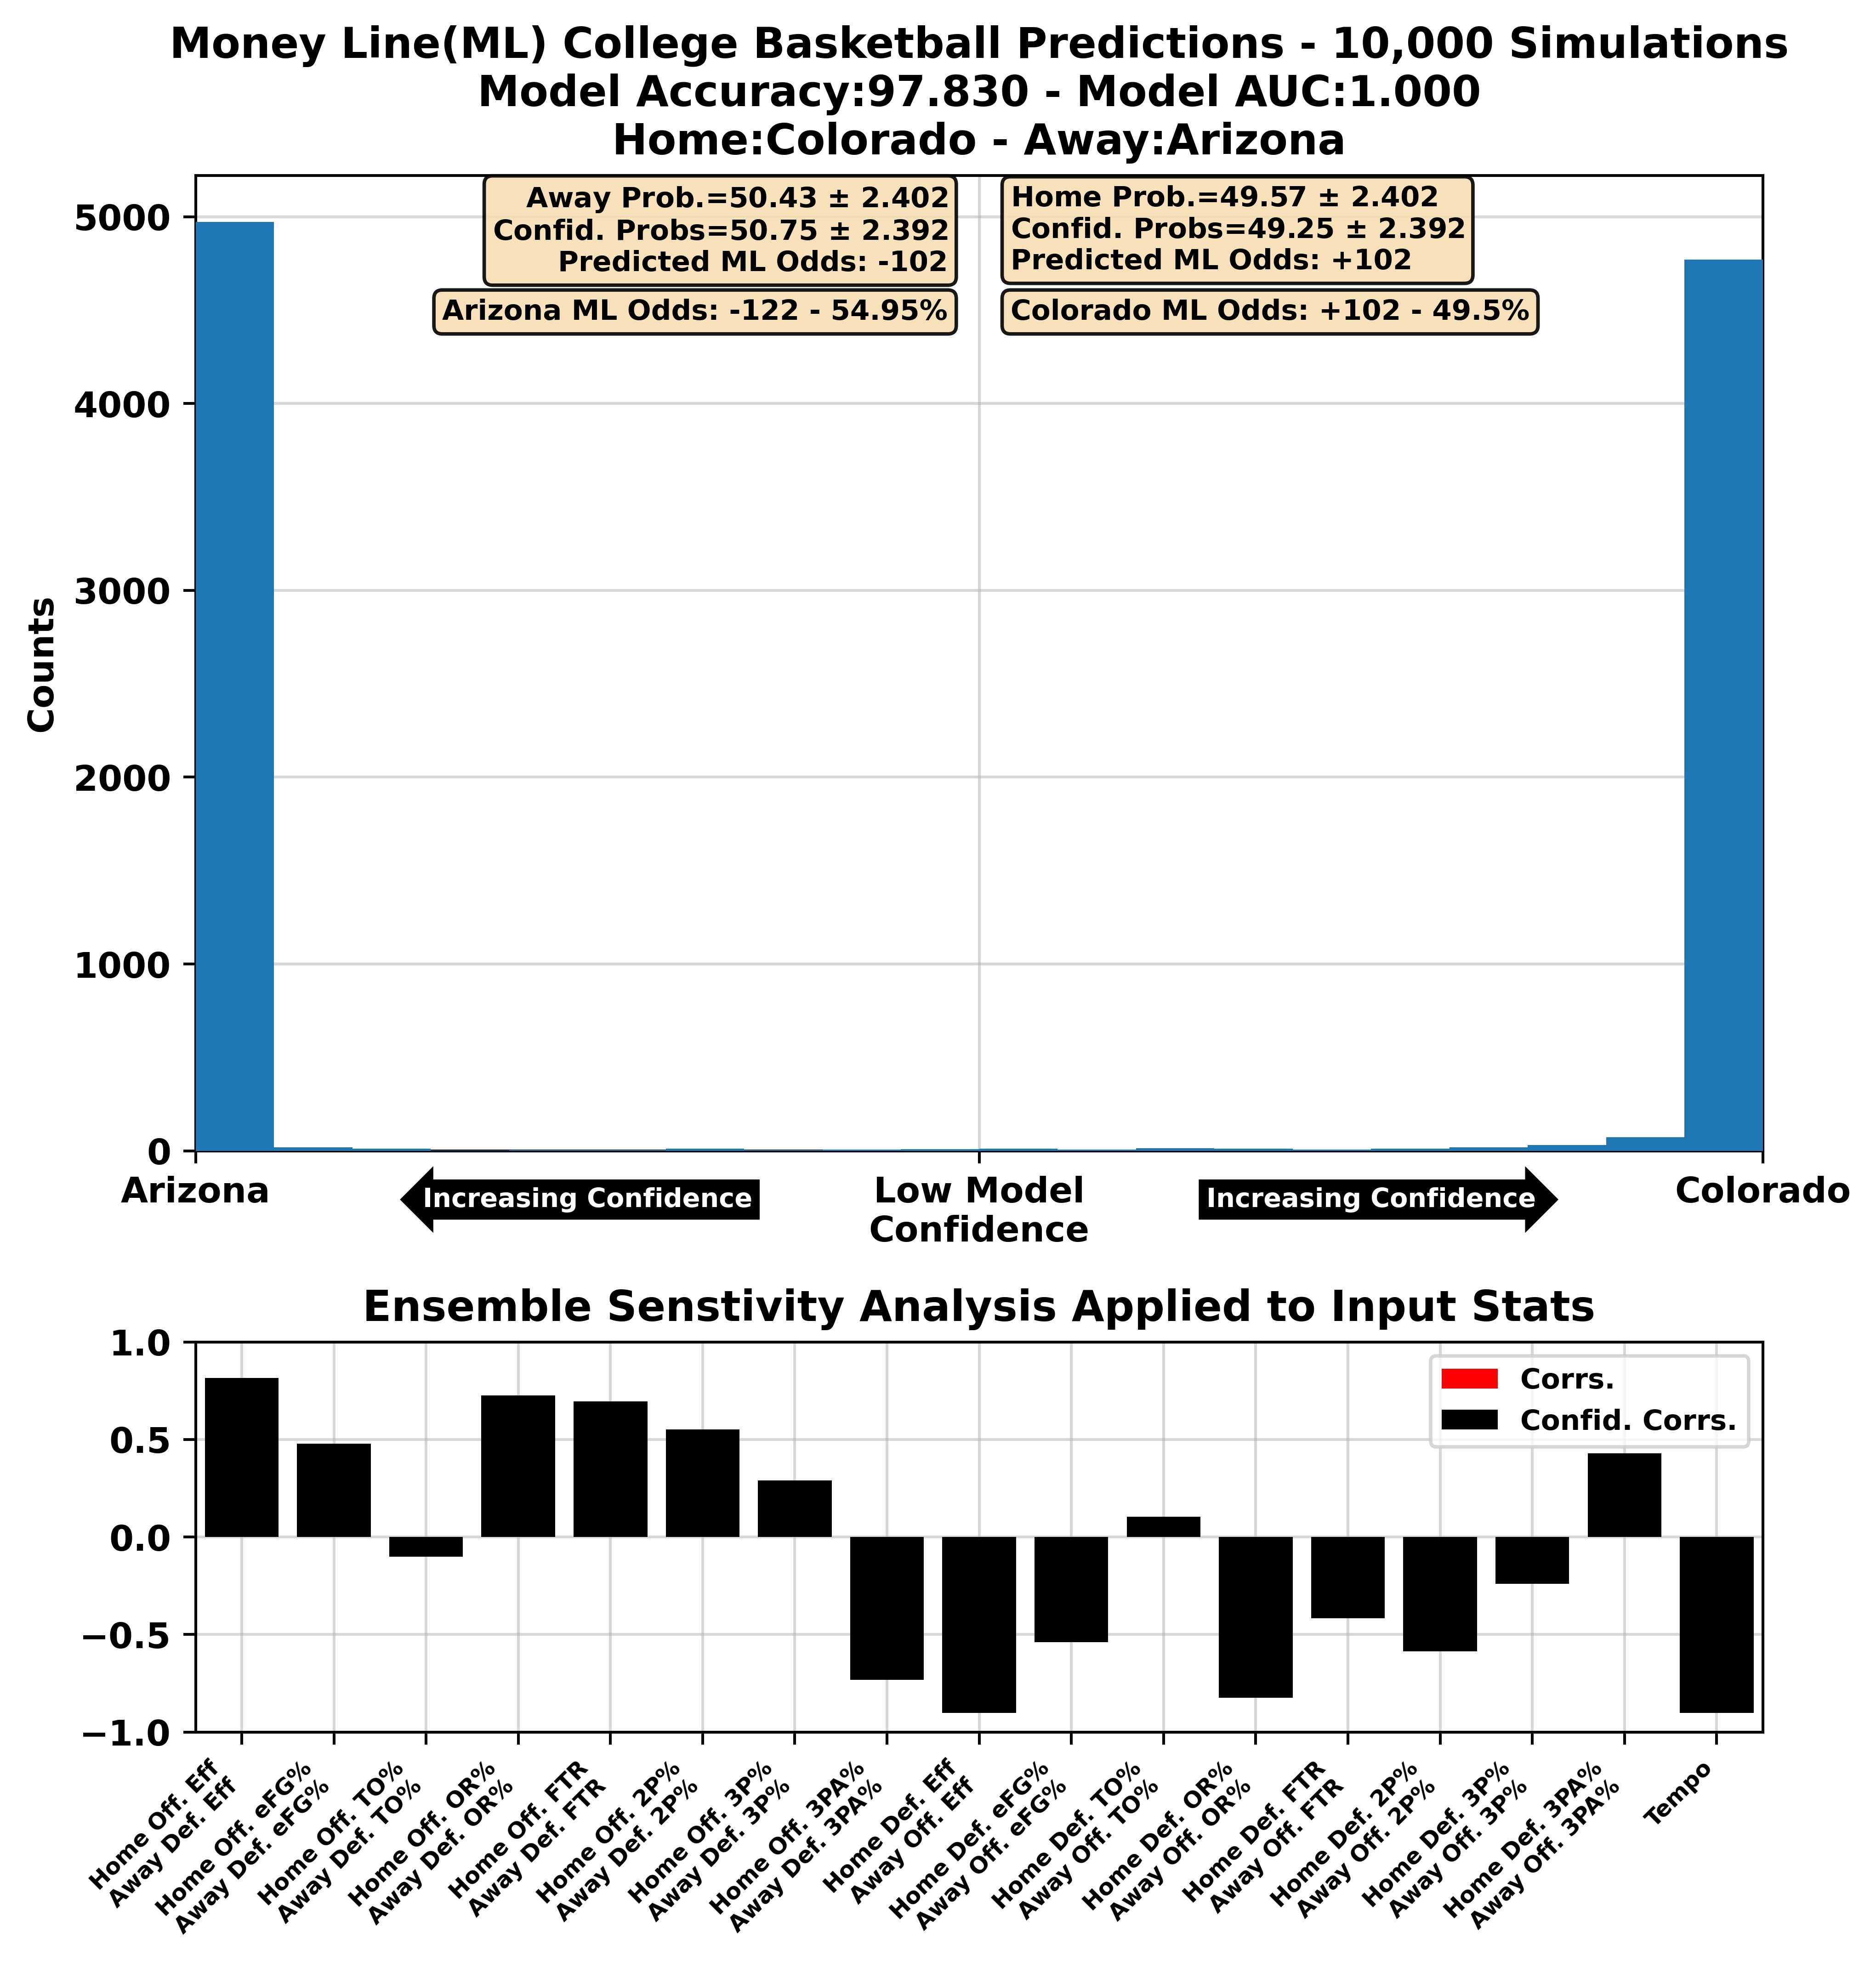 Money Line(ML) College Basketball Predictions - 10,000 Simulations
Model Accuracy:97.830 - Model AUC:1.000
Home:Colorado - Away:Arizona
Away Prob.=50.43 ± 2.402
Confid. Probs=50.75 ± 2.392
Predicted ML Odds: -102
Arizona ML Odds: -122 - 54.95%
Home Prob.=49.57 ± 2.402
Confid. Probs=49.25 ± 2.392
Predicted ML Odds: +102
Colorado ML Odds: +102 - 49.5%
5000
4000
3000
2000
1000
0
Counts
Arizona
Increasing Confidence
Low Model
Confidence
Increasing Confidence
Colorado
Ensemble Senstivity Analysis Applied to Input Stats
1.0
0.5
0.0
−0.5
−1.0
Corrs.
Confid. Corrs.
Home Off. Eff
Away Def. Eff
Home Off. eFG%
Away Def. eFG%
Home Off. TO%
Away Def. TO%
Home Off. OR%
Away Def. OR%
Home Off. FTR
Away Def. FTR
Home Off. 2P%
Away Def. 2P%
Home Off. 3P%
Away Def. 3P%
Home Off. 3PA%
Away Def. 3PA%
Home Def. Eff
Away Off. Eff
Home Def. eFG%
Away Off. eFG%
Home Def. TO%
Away Off. TO%
Home Def. OR%
Away Off. OR%
Home Def. FTR
Away Off. FTR
Home Def. 2P%
Away Off. 2P%
Home Def. 3P%
Away Off. 3P%
Home Def. 3PA%
Away Off. 3PA%
Tempo